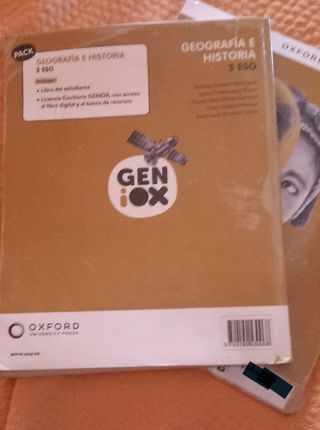 PACK
GEOGRAFÍA E HISTORIA
3 ESO
Incluye:
• Libro del estudiante
• Licencia Escritorio GENiOX, con acceso
al libro digital y al banco de recursos
GEOGRAFÍA E
HISTORIA
3 ESO
GEN
iOX
OXFORD
UNIVERSITY PRESS
www.oup.es
OXFORD